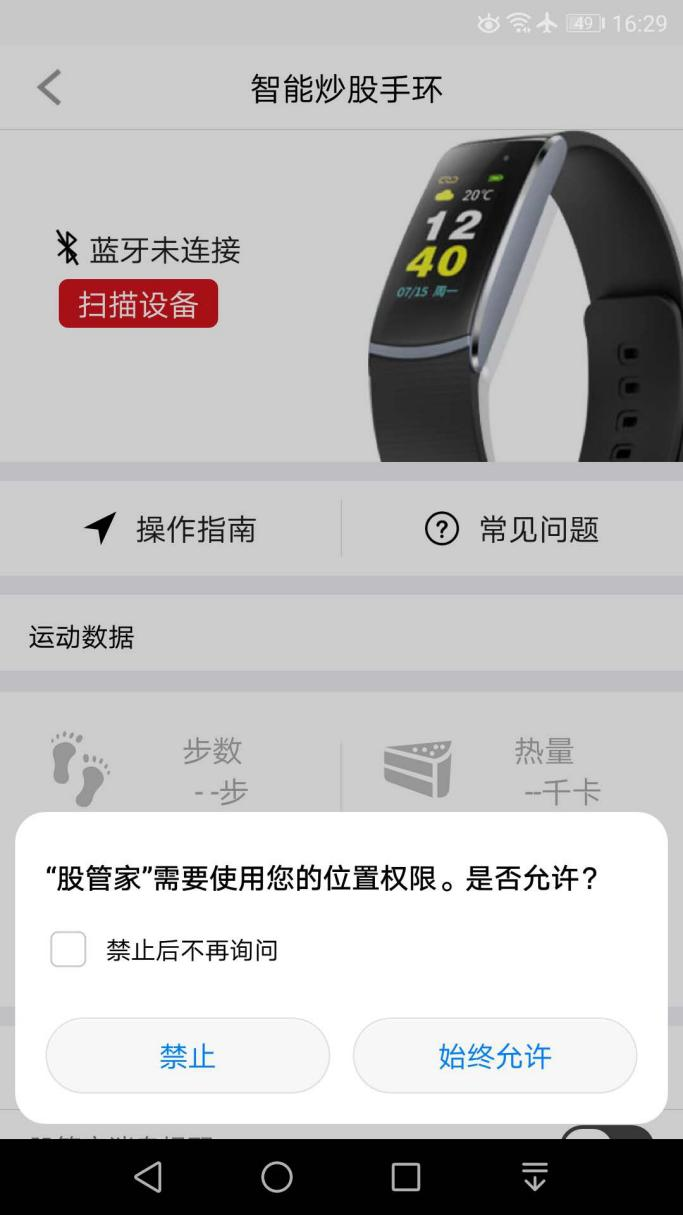 49 16:29
智能炒股手环
20℃
12
40
07/15 周一
蓝牙未连接
扫描设备
操作指南
常见问题
运动数据
步数
热量
--步
--千卡
“股管家”需要使用您的位置权限。是否允许？
禁止后不再询问
禁止
始终允许